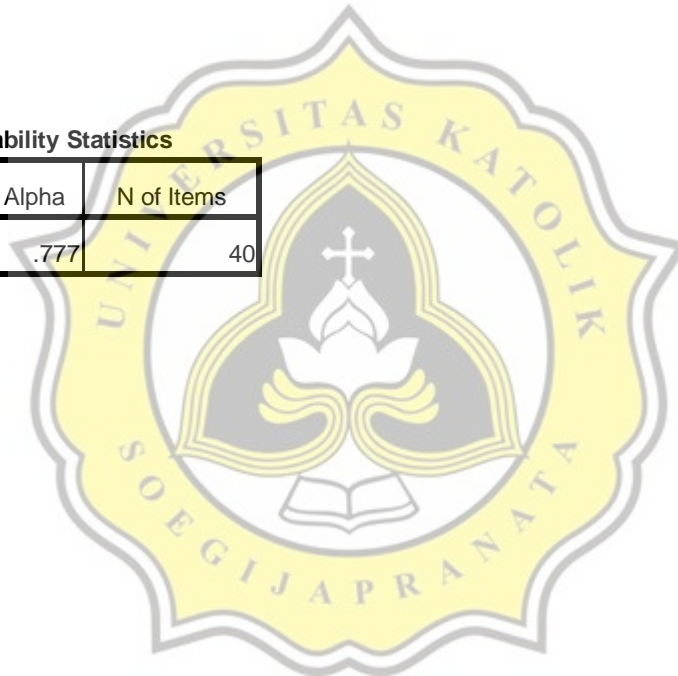 ability Statistics
Alpha N of Items
.777 40
UNIVERSITAS KATOLIK
SOEGIJAPRANATA